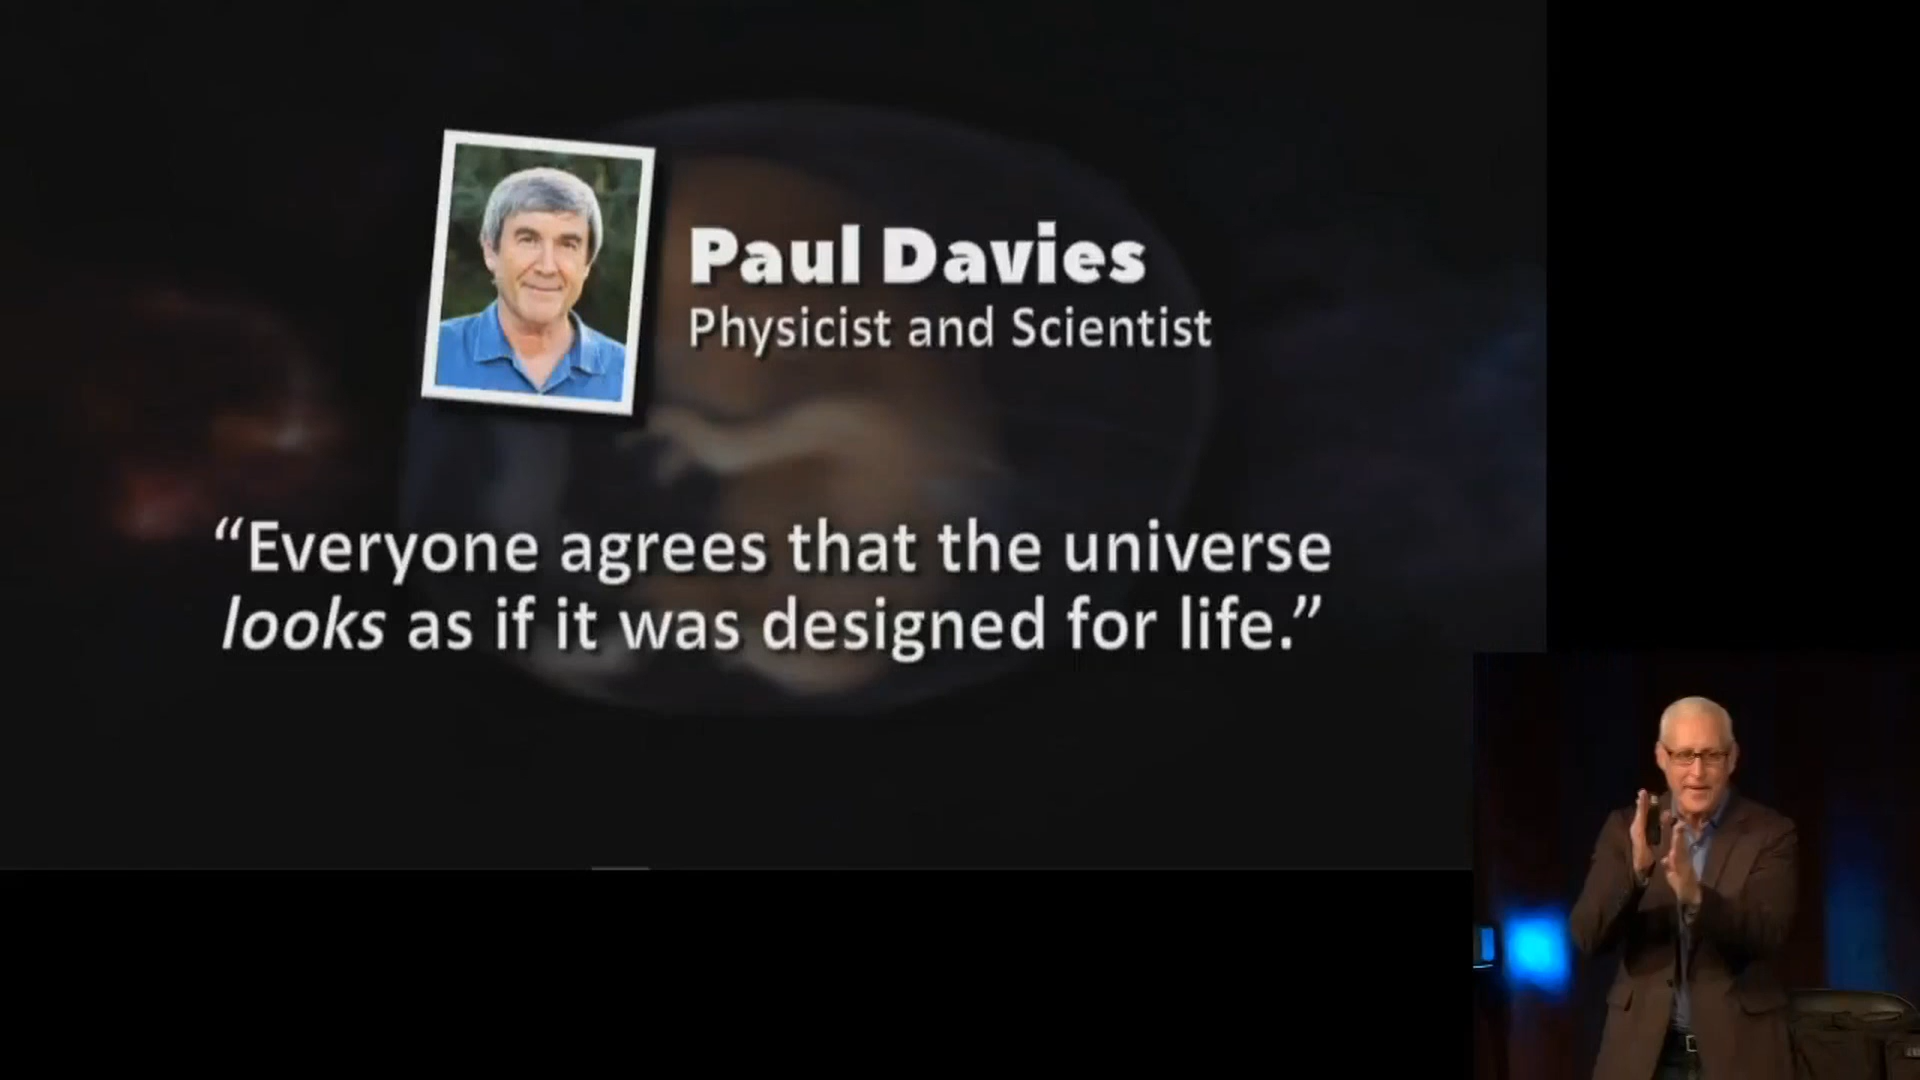 Paul Davies
Physicist and Scientist
“Everyone agrees that the universe
looks as if it was designed for life.”